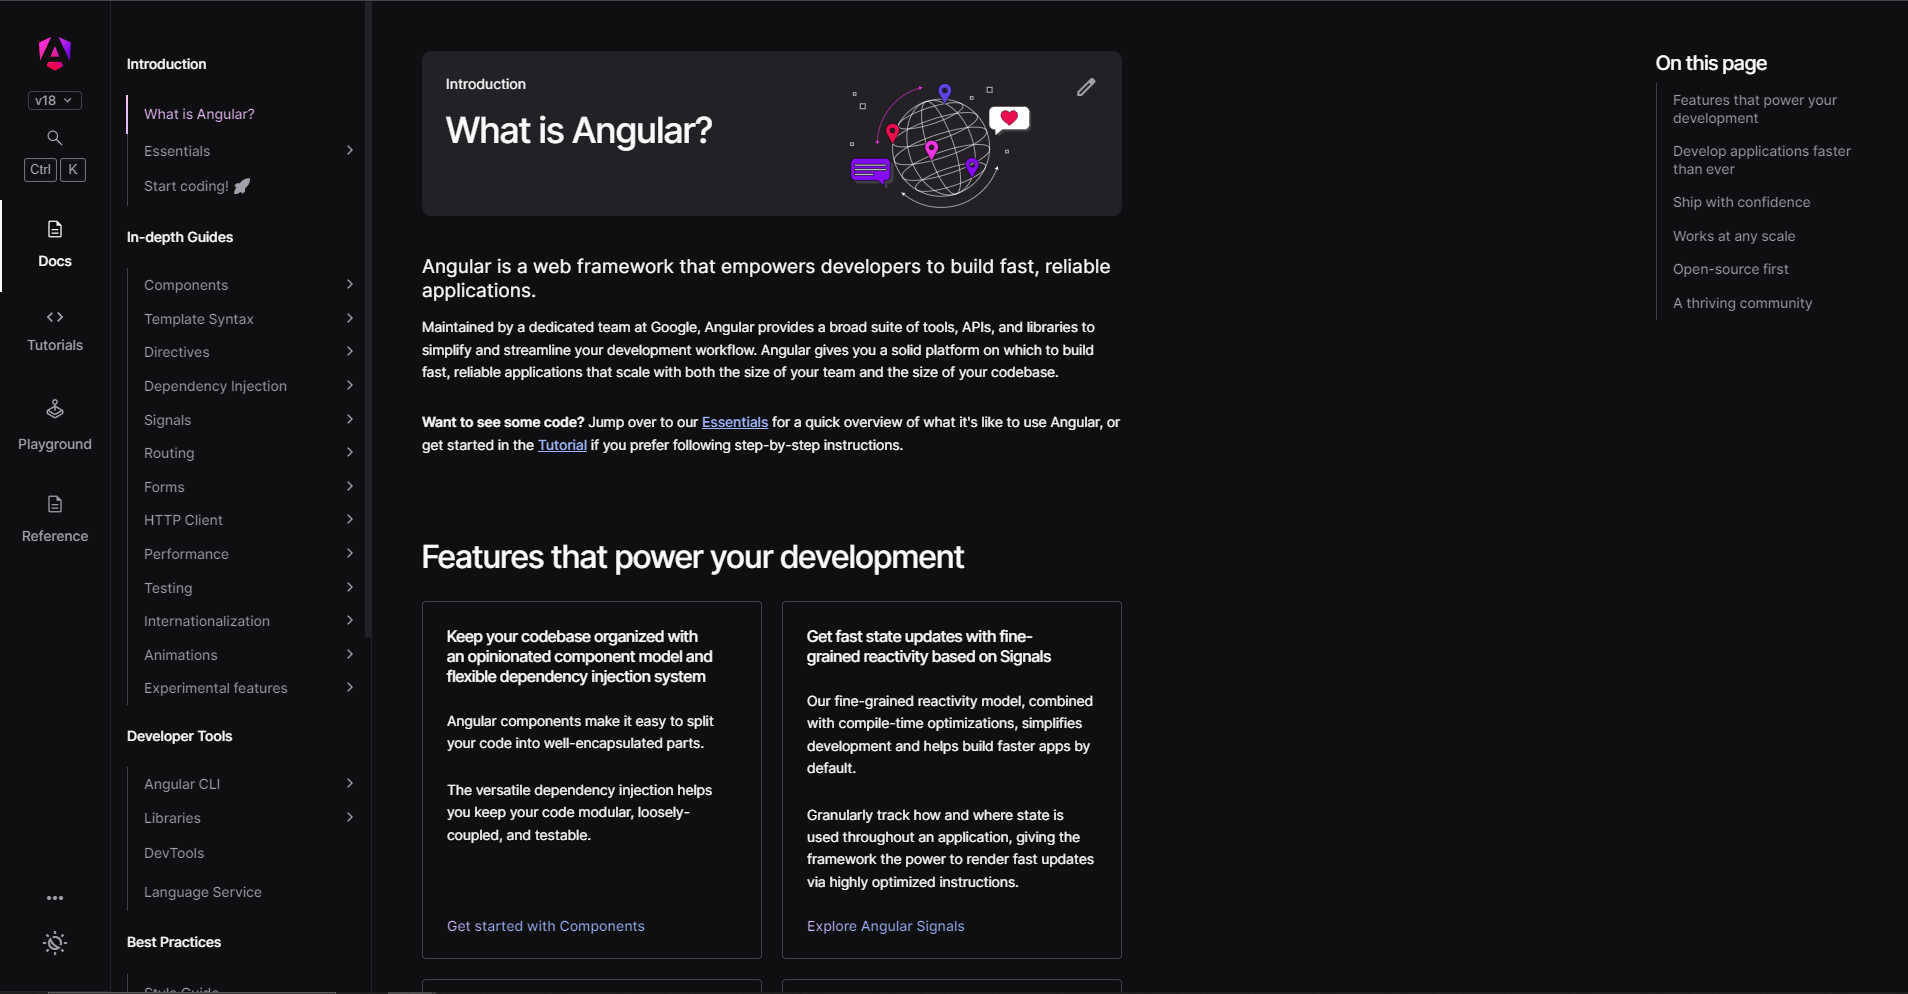 v18
Ctrl K
Docs
Tutorials
Playground
Reference
Introduction
What is Angular?
Essentials
Start coding!
In-depth Guides
Components
Template Syntax
Directives
Dependency Injection
Signals
Routing
Forms
HTTP Client
Performance
Testing
Internationalization
Animations
Experimental features
Developer Tools
Angular CLI
Libraries
DevTools
Language Service
Best Practices
Style Guide
Introduction
What is Angular?
Angular is a web framework that empowers developers to build fast, reliable
applications.
Maintained by a dedicated team at Google, Angular provides a broad suite of tools, APIs, and libraries to
simplify and streamline your development workflow. Angular gives you a solid platform on which to build
fast, reliable applications that scale with both the size of your team and the size of your codebase.
Want to see some code? Jump over to our Essentials for a quick overview of what it's like to use Angular, or
get started in the Tutorial if you prefer following step-by-step instructions.
Features that power your development
Keep your codebase organized with
an opinionated component model and
flexible dependency injection system
Angular components make it easy to split
your code into well-encapsulated parts.
The versatile dependency injection helps
you keep your code modular, loosely-
coupled, and testable.
Get started with Components
Get fast state updates with fine-
grained reactivity based on Signals
Our fine-grained reactivity model, combined
with compile-time optimizations, simplifies
development and helps build faster apps by
default.
Granularly track how and where state is
used throughout an application, giving the
framework the power to render fast updates
via highly optimized instructions.
Explore Angular Signals
On this page
Features that power your
development
Develop applications faster
than ever
Ship with confidence
Works at any scale
Open-source first
A thriving community